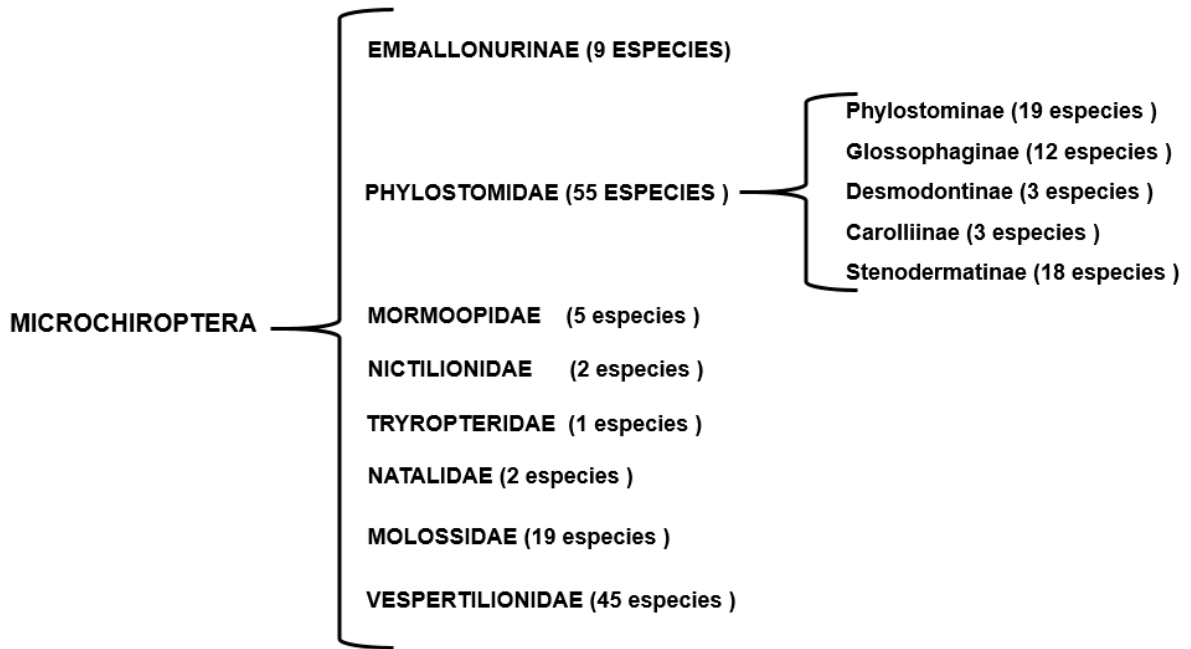 EMBALLONURINAE (9 ESPECIES)
Phylostominae (19 especies )
Glossophaginae (12 especies )
PHYLOSTOMIDAE (55 ESPECIES )
Desmodontinae (3 especies )
Carolliinae (3 especies )
Stenodermatinae (18 especies )
MICROCHIROPTERA
MORMOOPIDAE (5 especies )
NICTILIONIDAE (2 especies )
TRYROPTERIDAE (1 especies )
NATALIDAE (2 especies )
MOLOSSIDAE (19 especies )
VESPERTILIONIDAE (45 especies )